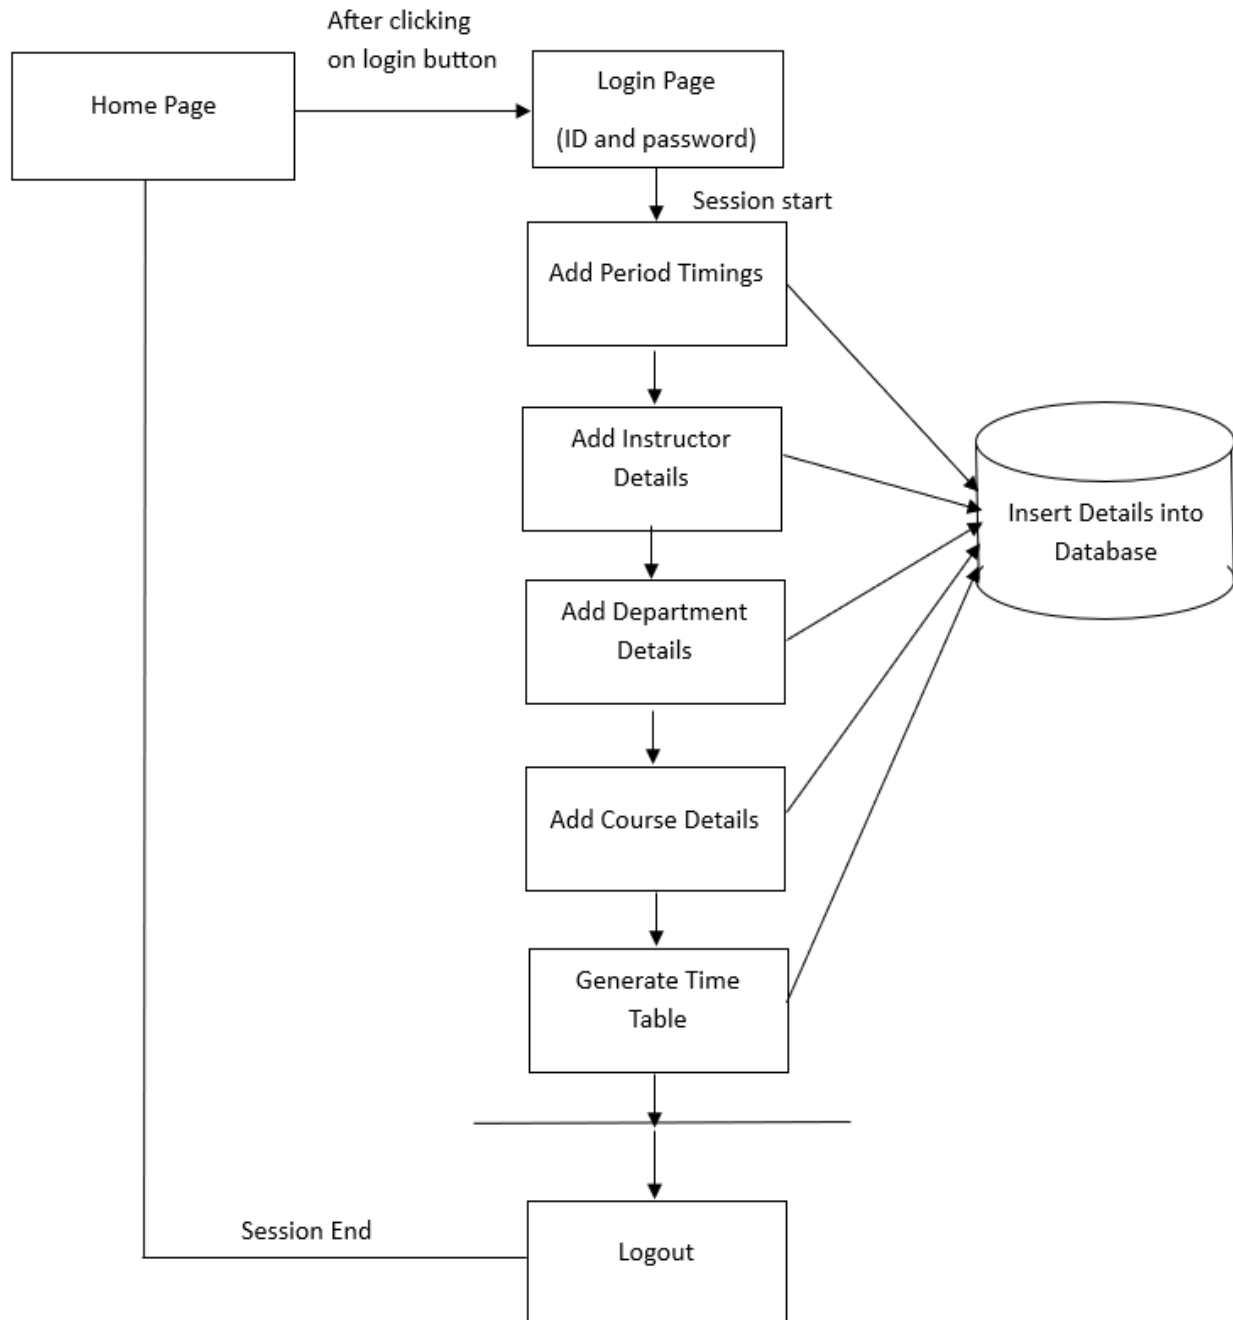 After clicking
on login button
Home Page
Login Page
(ID and password)
Session start
Add Period Timings
Add Instructor
Details
Insert Details into
Database
Add Department
Details
Add Course Details
Generate Time
Table
Session End
Logout